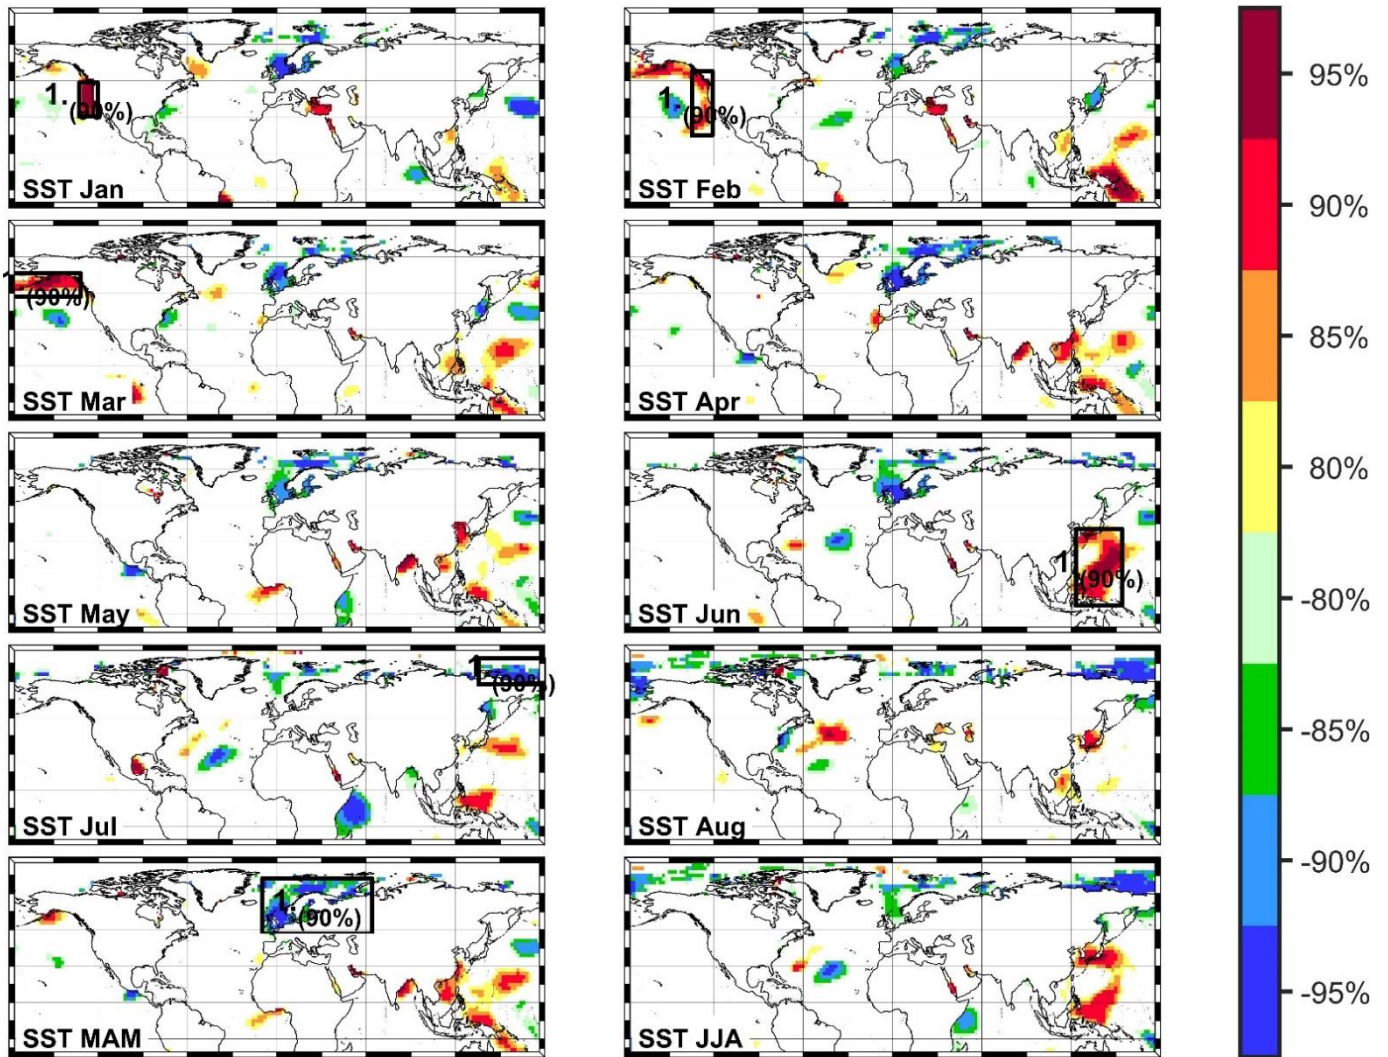 1.
(90%)
SST Jan
1.
(90%)
SST Feb
(90%)
SST Mar
SST Apr
SST May
1.
(90%)
SST Jun
1.
(90%)
SST Jul
SST Aug
1.
(90%)
SST MAM
SST JJA
95%
90%
85%
80%
-80%
-85%
-90%
-95%